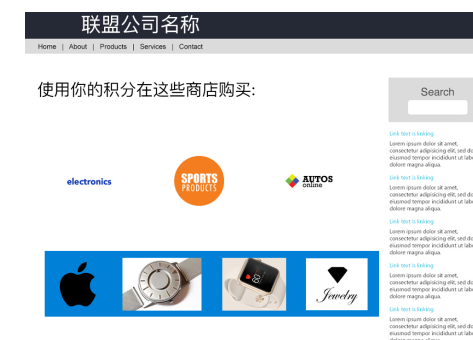 联盟公司名称
Home | About | Products | Services | Contact
使用你的积分在这些商店购买:
electronics
SPORTS
PRODUCTS
AUTOS
online
Jewelry
Search
Link text is linking
Lorem ipsum dolor sit amet,
consectetur adipisicing elit, sed do
eiusmod tempor incididunt ut lab
dolore magna aliqua.
Link text is linking
Lorem ipsum dolor sit amet,
consectetur adipisicing elit, sed do
eiusmod tempor incididunt ut lab
dolore magna aliqua.
Link text is linking
Lorem ipsum dolor sit amet,
consectetur adipisicing elit, sed do
eiusmod tempor incididunt ut lab
dolore magna aliqua.
Link text is linking
Lorem ipsum dolor sit amet,
consectetur adipisicing elit, sed do
eiusmod tempor incididunt ut lab
dolore magna aliqua.
Link text is linking
Lorem ipsum dolor sit amet,
consectetur adipisicing elit, sed do
eiusmod tempor incididunt ut lab